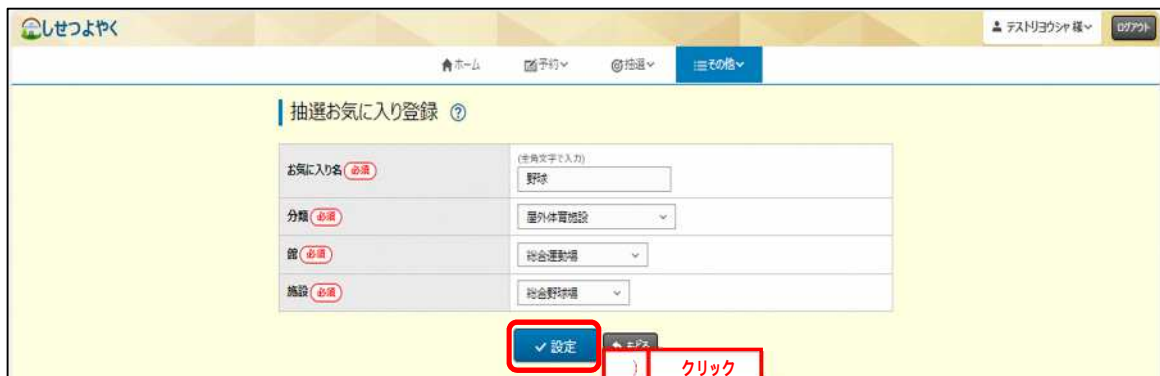 しせつよやく
テストリヨウシャ 様
ログアウト
ホーム
予約
抽選
その他
抽選お気に入り登録 ?
お気に入り名 必須
(全角文字で入力)
野球
分類 必須
屋外体育施設
館 必須
総合運動場
施設 必須
総合野球場
設定
もどる
クリック